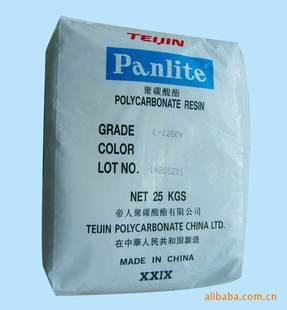 TEIJIN
Panlite
聚碳酸酯
POLYCARBONATE RESIN
GRADE L-1250Y
COLOR
LOT NO.
NET 25 KGS
帝人聚碳酸酯有限公司
TEIJIN POLYCARBONATE CHINA LTD.
在中華人民共和国製造
MADE IN CHINA
XXIX
alibaba.com.cn